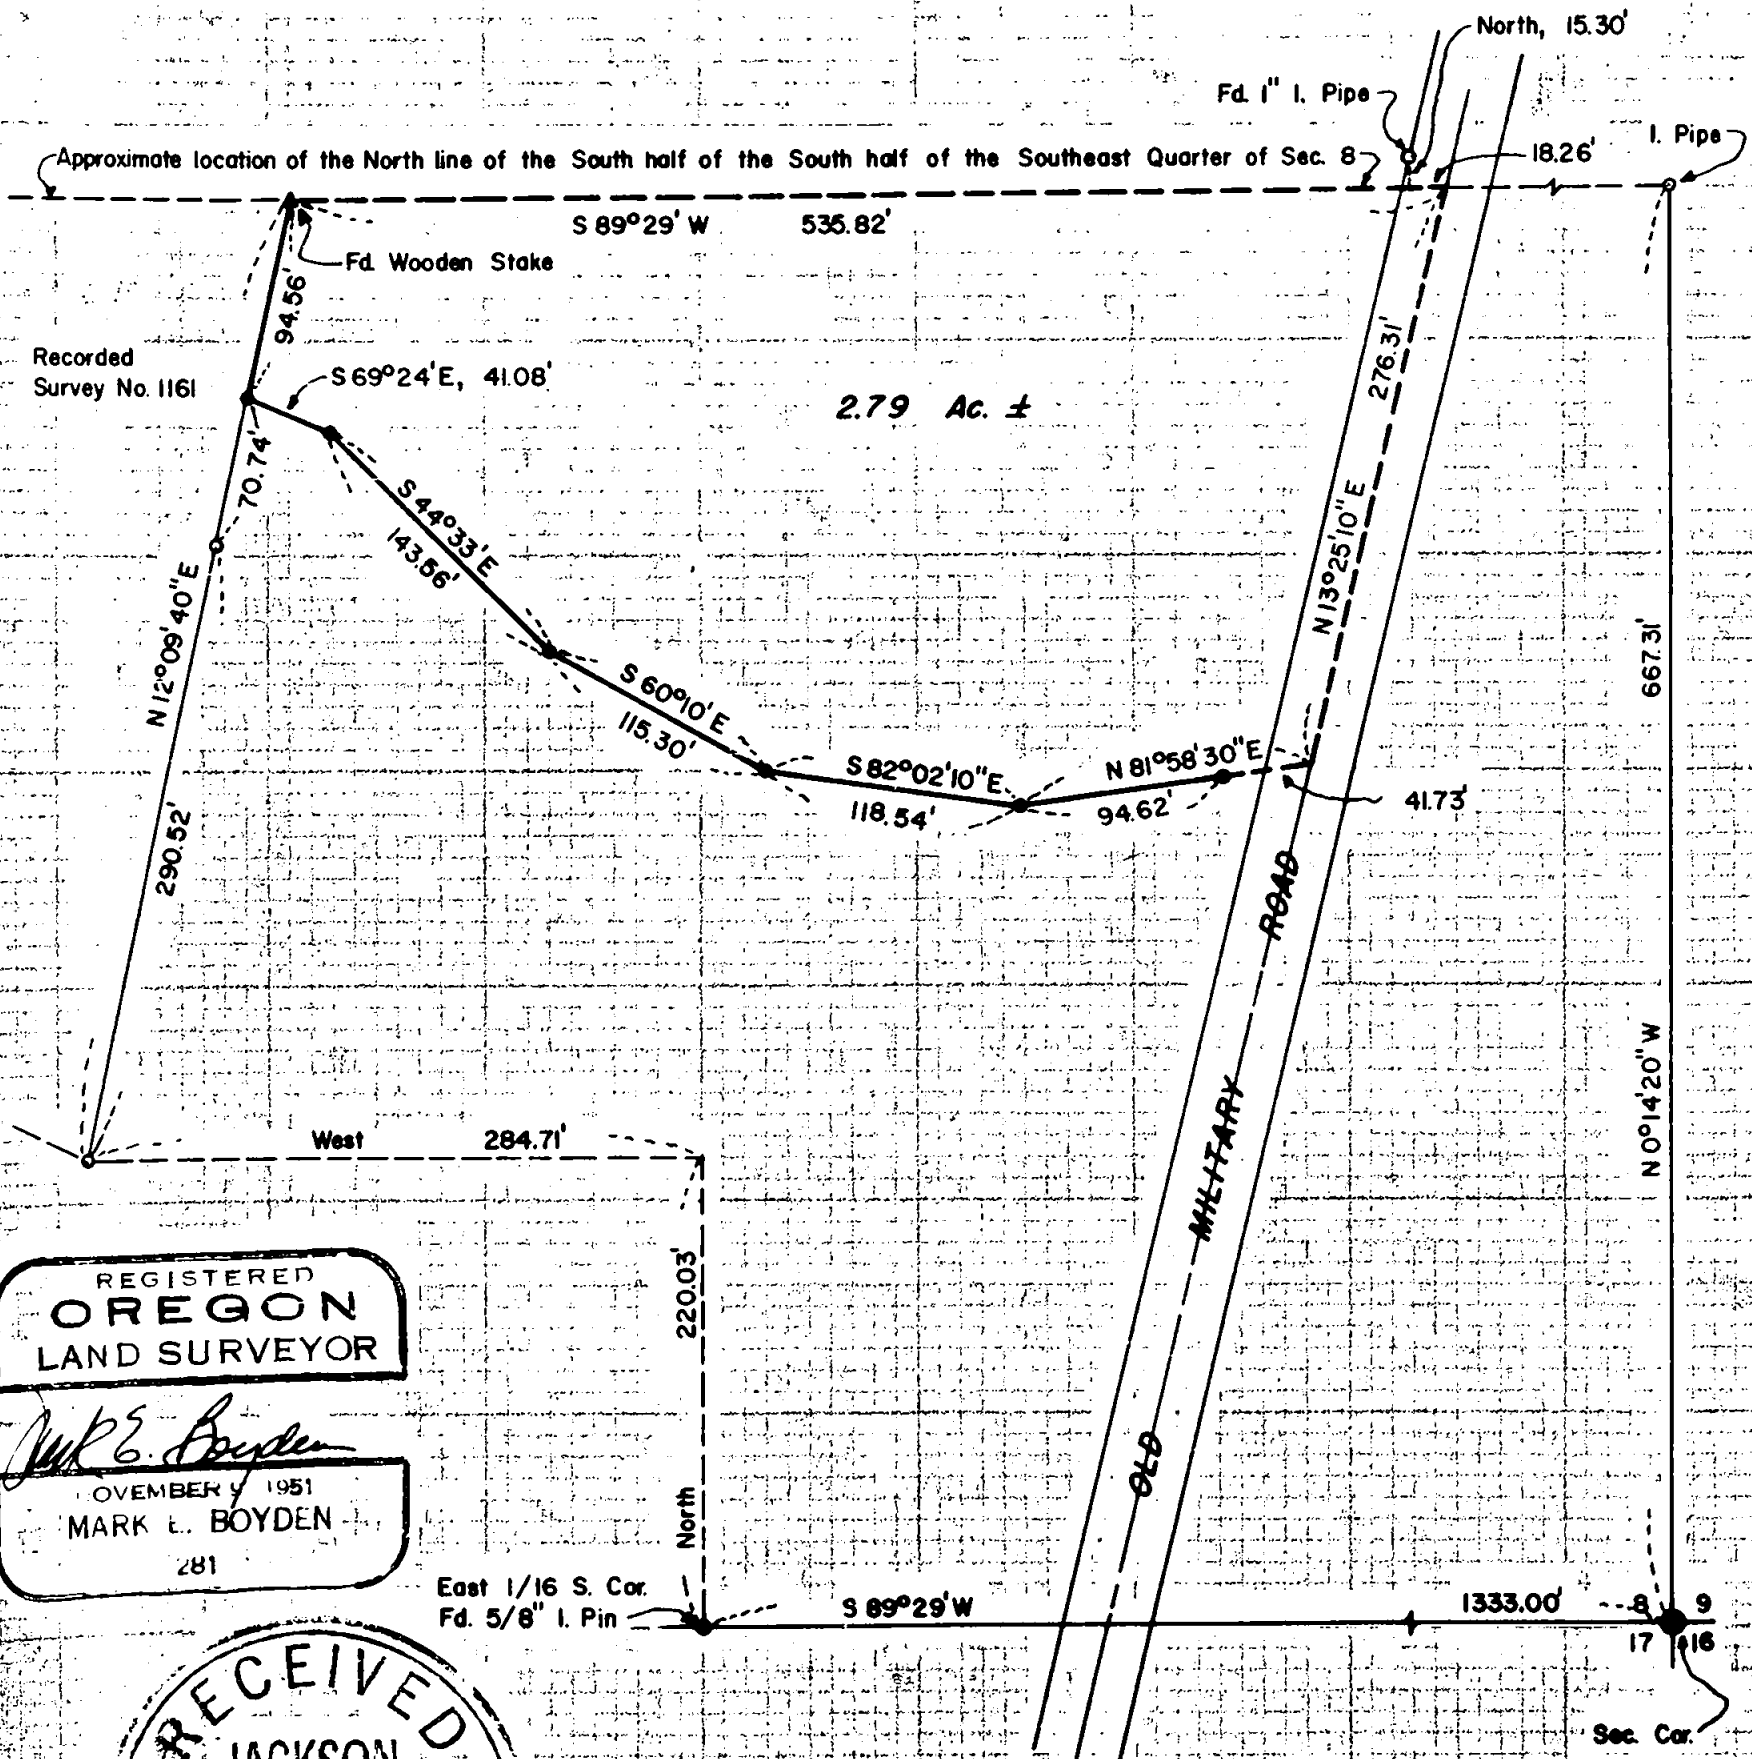 North, 15.30'
Fd. 1" I. Pipe
I. Pipe
Approximate location of the North line of the South half of the South half of the Southeast Quarter of Sec. 8
18.26'
S 89°29' W 535.82'
Fd. Wooden Stake
94.56'
Recorded
Survey No. 1161
S 69°24' E, 41.08'
2.79 Ac. ±
276.31'
70.74'
S 44°33' E
143.56'
N 13°25'10" E
N 12°09'40" E
667.31'
S 60°10' E
115.30'
S 82°02'10" E
118.54'
N 81°58'30" E
94.62'
41.73'
290.52'
OLD MILITARY ROAD
N 0°14'20" W
West 284.71'
220.03'
North
REGISTERED
OREGON
LAND SURVEYOR
Mark E. Boyden
OVEMBER 9 1951
MARK E. BOYDEN
281
East 1/16 S. Cor.
Fd. 5/8" I. Pin
S 89°29' W
1333.00'
8 9
17 16
Sec. Cor.
RECEIVED
JACKSON